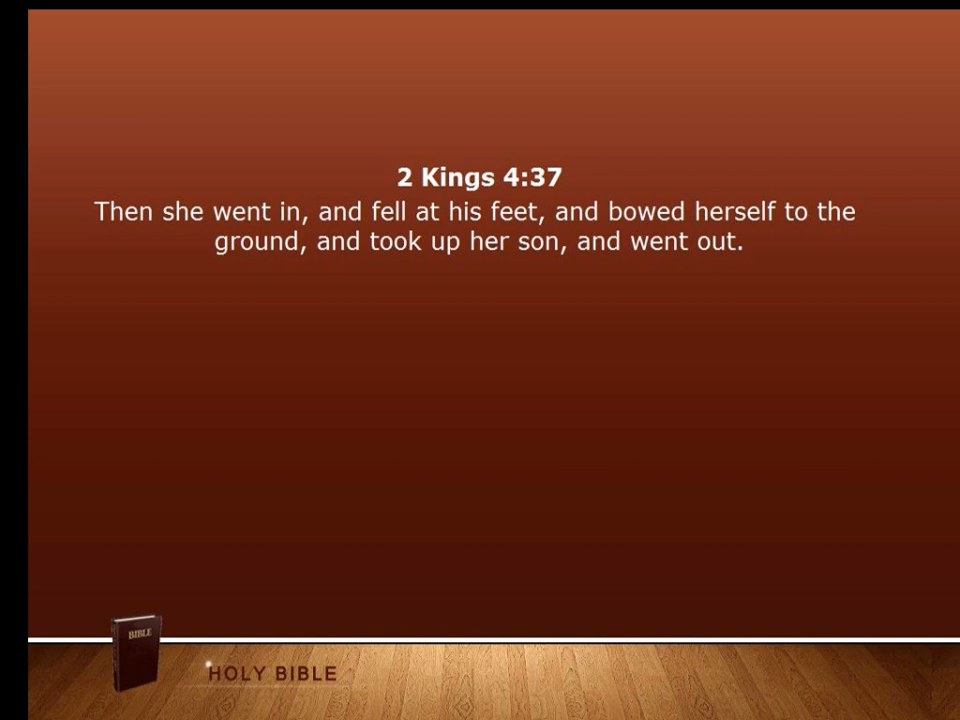 2 Kings 4:37
Then she went in, and fell at his feet, and bowed herself to the
ground, and took up her son, and went out.
BIBLE
HOLY BIBLE